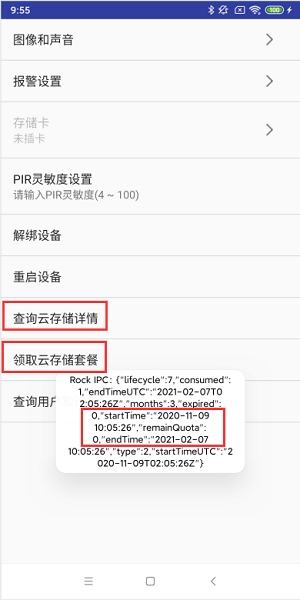 9:55
100
图像和声音
报警设置
存储卡
未插卡
PIR灵敏度设置
请输入PIR灵敏度(4 ~ 100)
解绑设备
重启设备
查询云存储详情
领取云存储套餐
查询用户
Rock IPC: {"lifecycle":7,"consumed":
1,"endTimeUTC":"2021-02-07T0
2:05:26Z","months":3,"expired":
0,"startTime":"2020-11-09
10:05:26","remainQuota":
0,"endTime":"2021-02-07
10:05:26","type":2,"startTimeUTC":"2
020-11-09T02:05:26Z"}